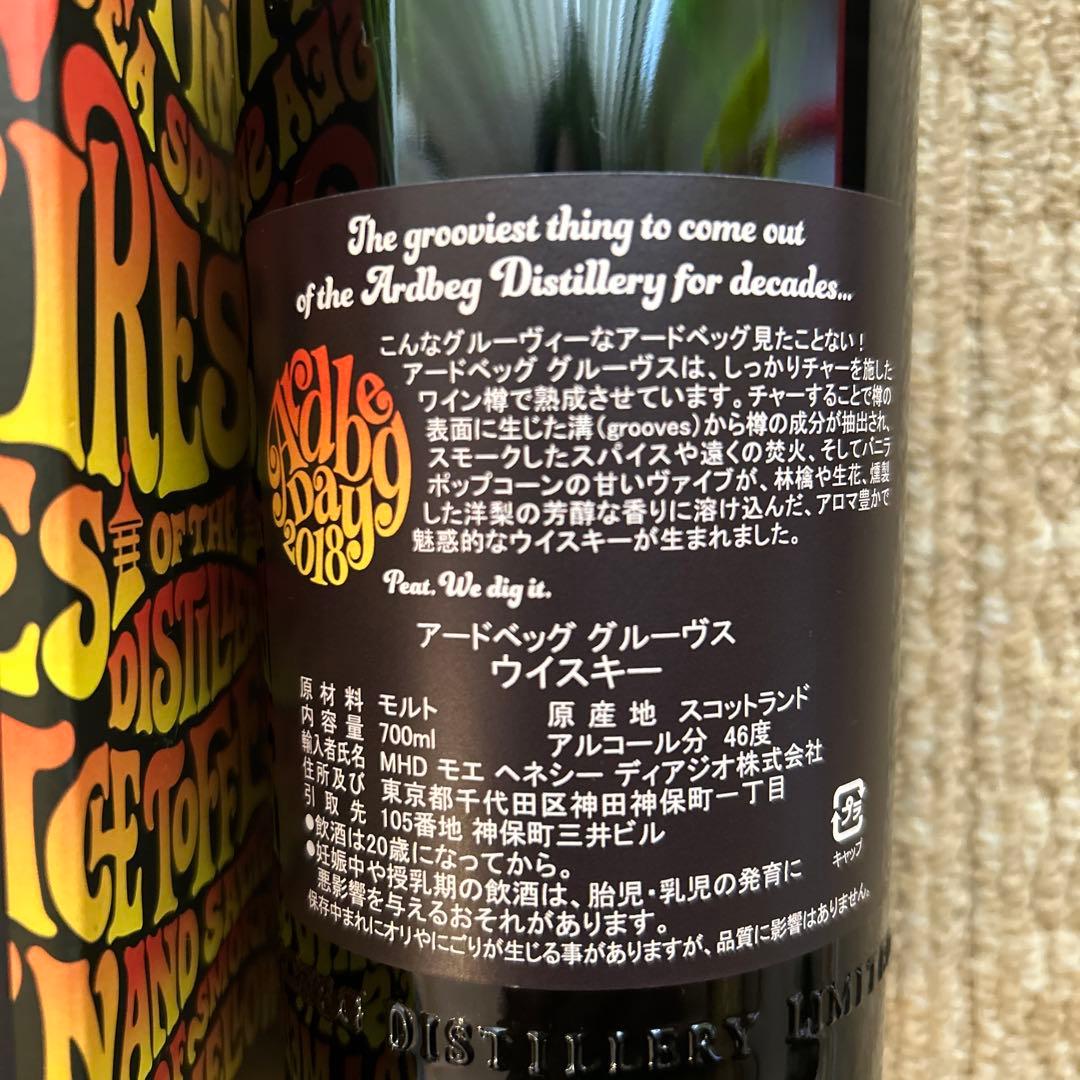 The grooviest thing to come out
of the Ardbeg Distillery for decades...
こんなグルーヴィーなアードベッグ見たことない！
アードベッグ グルーヴスは、しっかりチャーを施した
ワイン樽で熟成させています。チャーすることで樽の
表面に生じた溝(grooves)から樽の成分が抽出され、
スモークしたスパイスや遠くの焚火、そしてバニラ
ポップコーンの甘いヴァイブが、林檎や生花、燻製
した洋梨の芳醇な香りに溶け込んだ、アロマ豊かで
魅惑的なウイスキーが生まれました。
Ardbeg
Day
2018
Peat. We dig it.
アードベッグ グルーヴス
ウイスキー
原材料 モルト 原産地 スコットランド
内容量 700ml アルコール分 46度
輸入者氏名 MHD モエ ヘネシー ディアジオ株式会社
住所及び 東京都千代田区神田神保町一丁目
引取先 105番地 神保町三井ビル
●飲酒は20歳になってから。
●妊娠中や授乳期の飲酒は、胎児・乳児の発育に
悪影響を与えるおそれがあります。
保存中まれにオリやにごりが生じる事がありますが、品質に影響はありません。
プラ
キャップ
DISTILLERY
OF THE
DISTILLE
AND